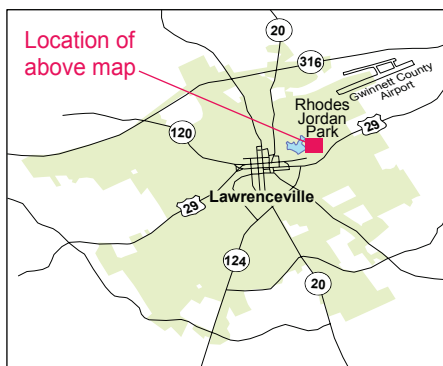 Location of
above map
20
316
Gwinnett County
Airport
Rhodes
Jordan
Park
29
120
Lawrenceville
29
124
20